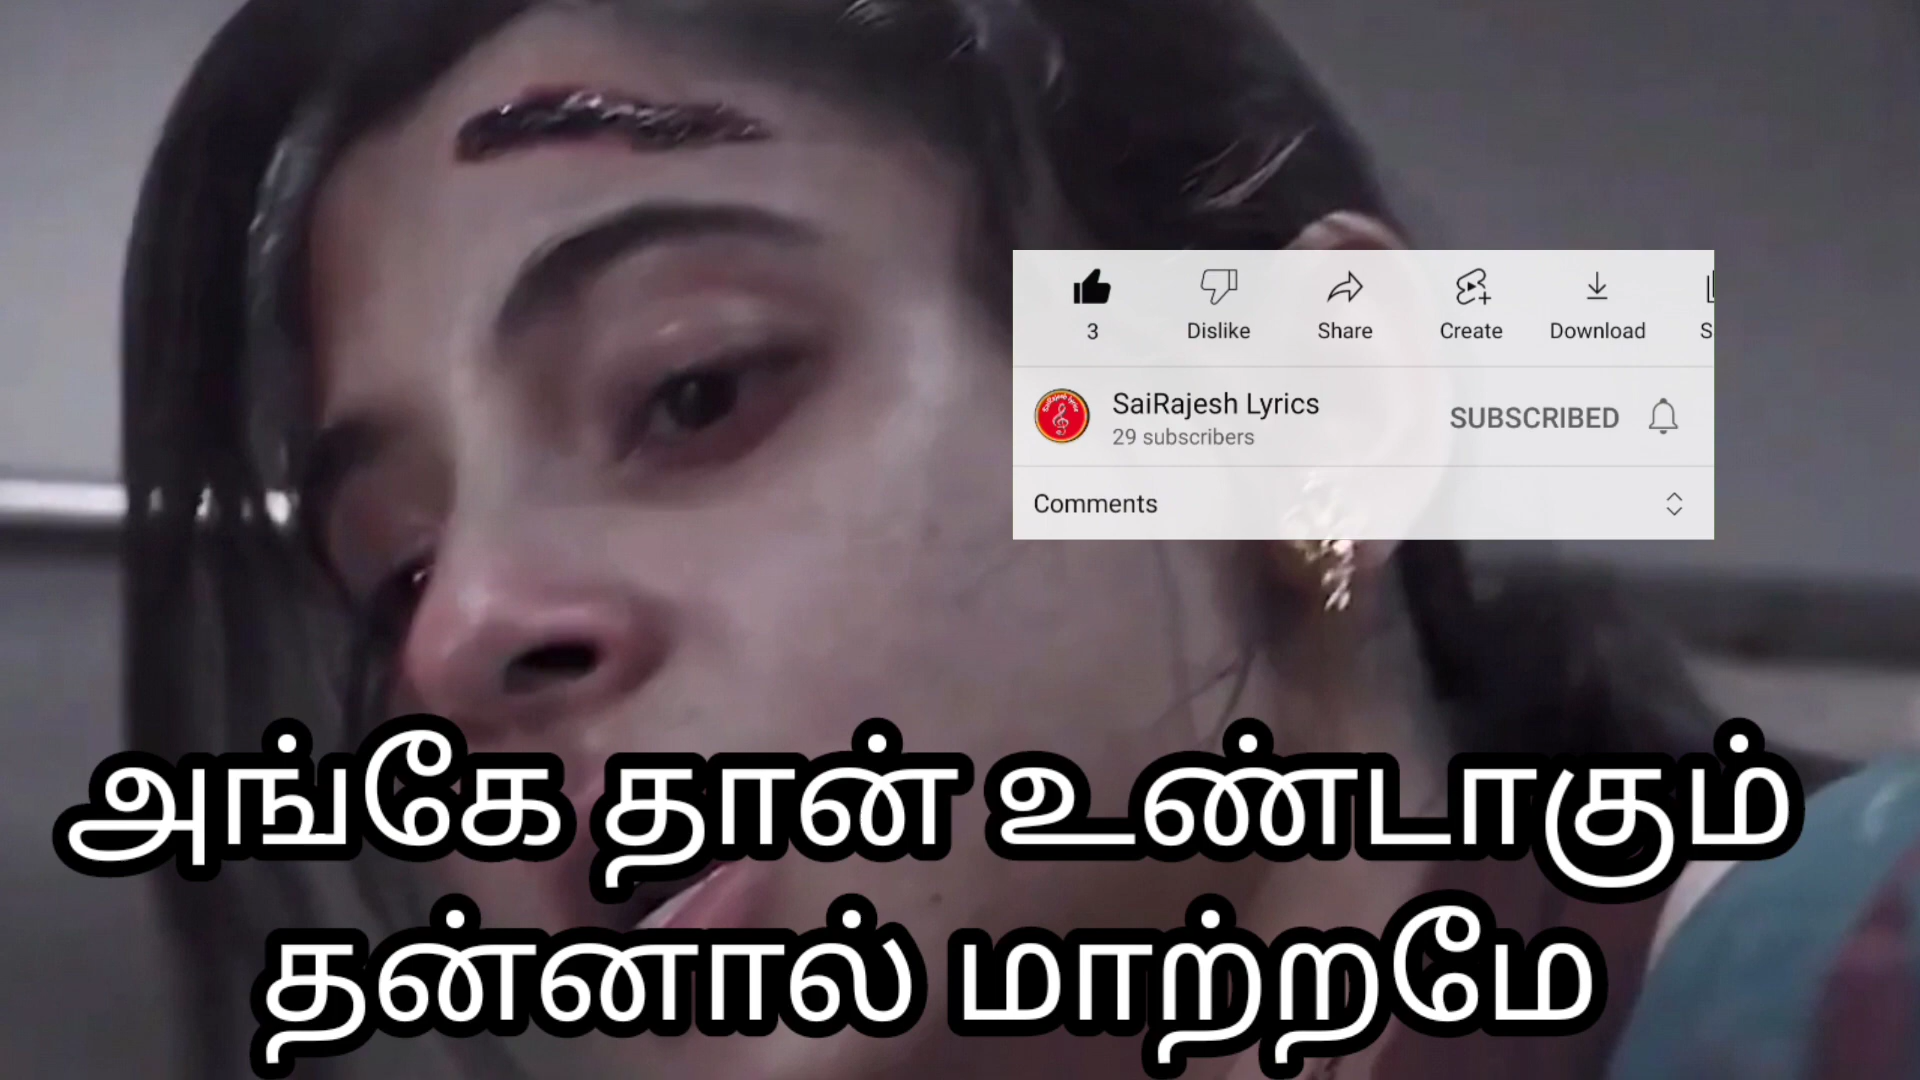 3 Dislike Share Create Download S
SaiRajesh Lyrics
29 subscribers
SUBSCRIBED
Comments
அங்கே தான் உண்டாகும்
தன்னால் மாற்றமே